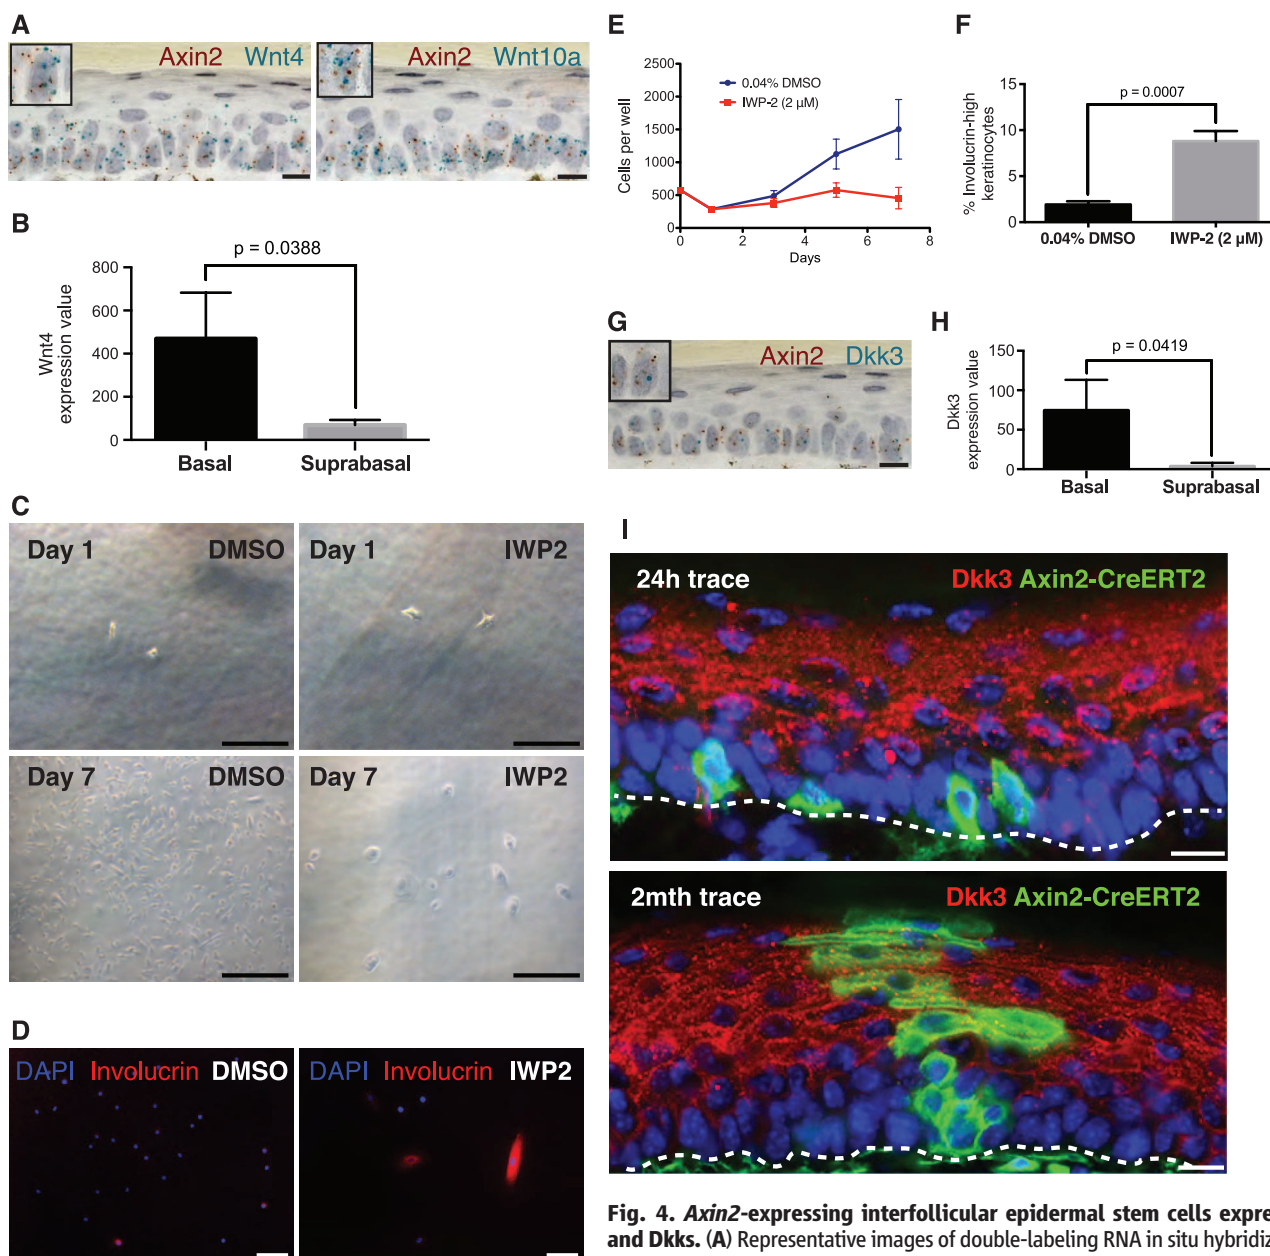 A
Axin2 Wnt4
Axin2 Wnt10a
B
p = 0.0388
Wnt4
expression value
800
600
400
200
0
Basal Suprabasal
C
Day 1 DMSO
Day 1 IWP2
Day 7 DMSO
Day 7 IWP2
D
DAPI Involucrin DMSO
DAPI Involucrin IWP2
E
Cells per well
2500
2000
1500
1000
500
0
0.04% DMSO
IWP-2 (2 µM)
0 2 4 6 8
Days
F
% Involucrin-high
keratinocytes
15
10
5
0
p = 0.0007
0.04% DMSO IWP-2 (2 µM)
G
Axin2 Dkk3
H
Dkk3
expression value
150
100
50
0
p = 0.0419
Basal Suprabasal
I
24h trace Dkk3 Axin2-CreERT2
2mth trace Dkk3 Axin2-CreERT2
Fig. 4. Axin2-expressing interfollicular epidermal stem cells expre
and Dkks. (A) Representative images of double-labeling RNA in situ hybridiz